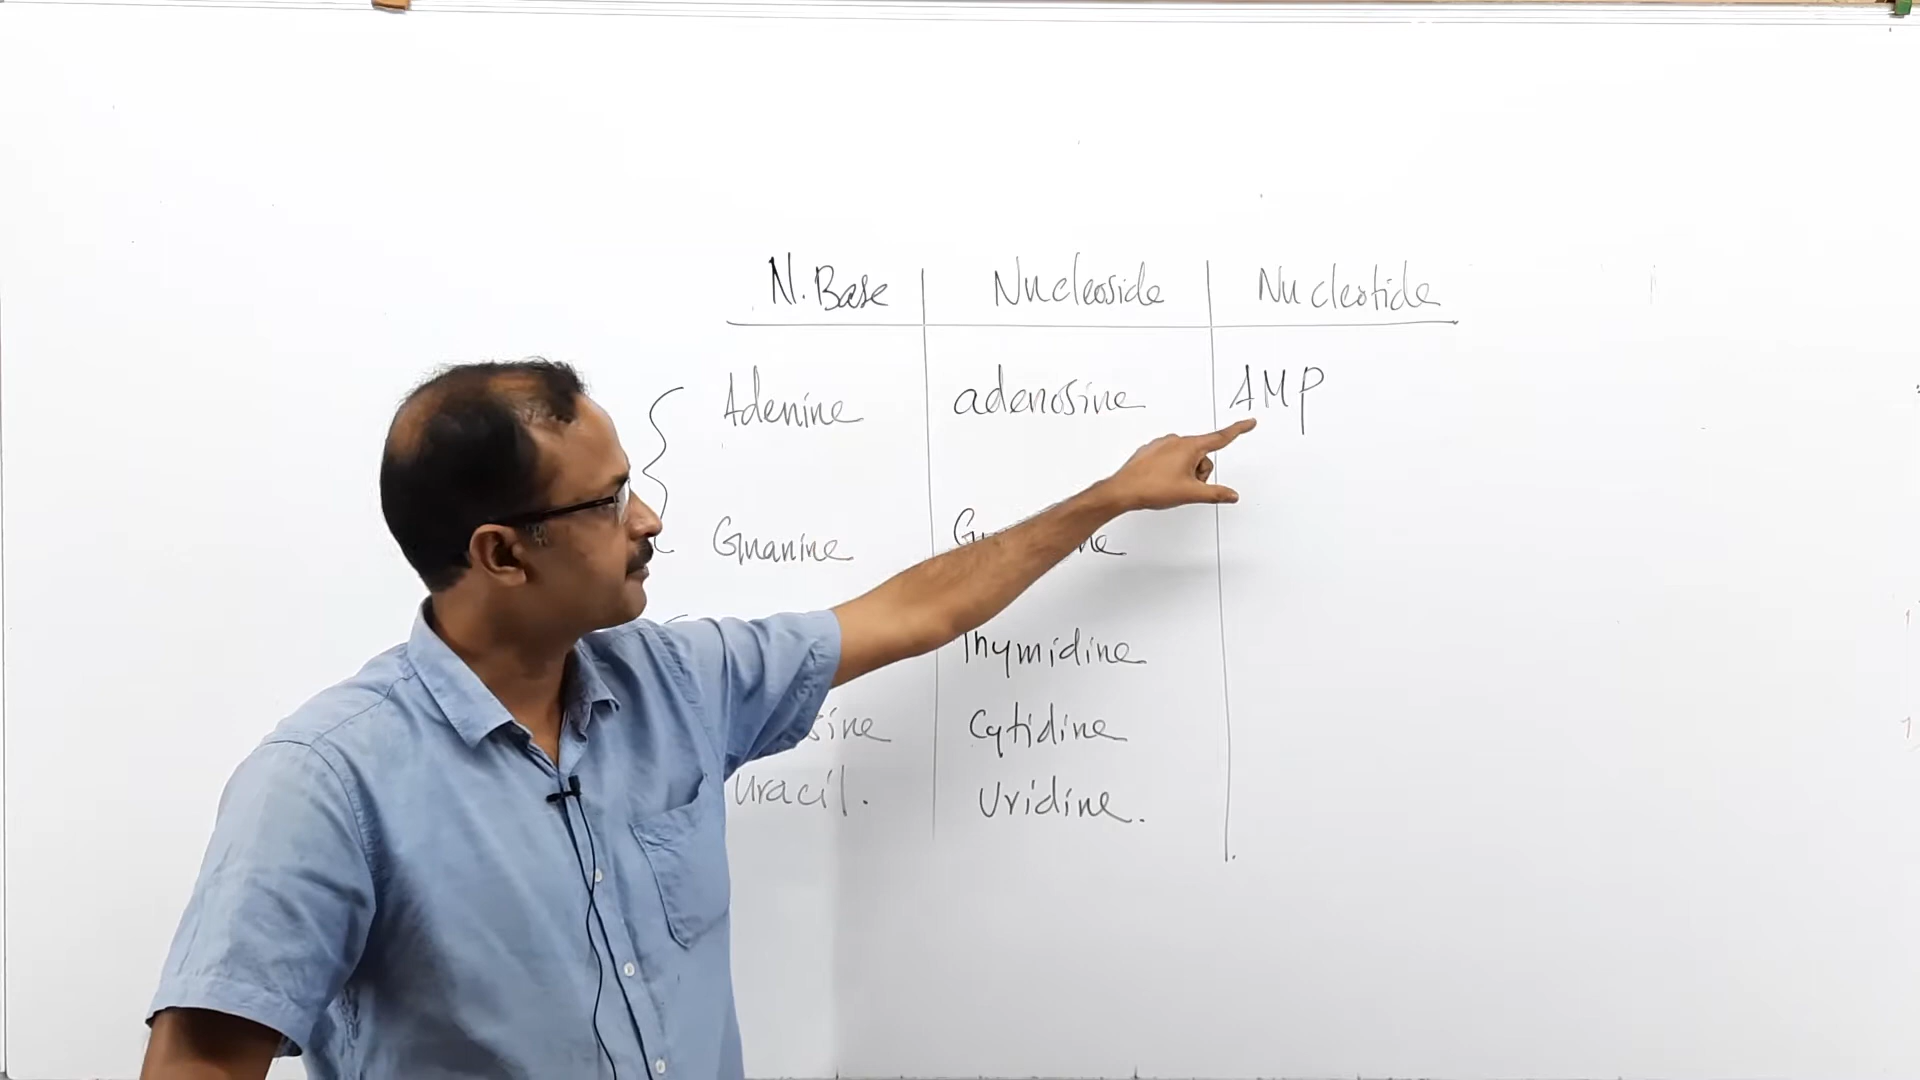 N. Base Nucleoside Nucleotide
Adenine adenosine AMP
Guanine
Thymidine
Cytidine
Uracil. Uridine.